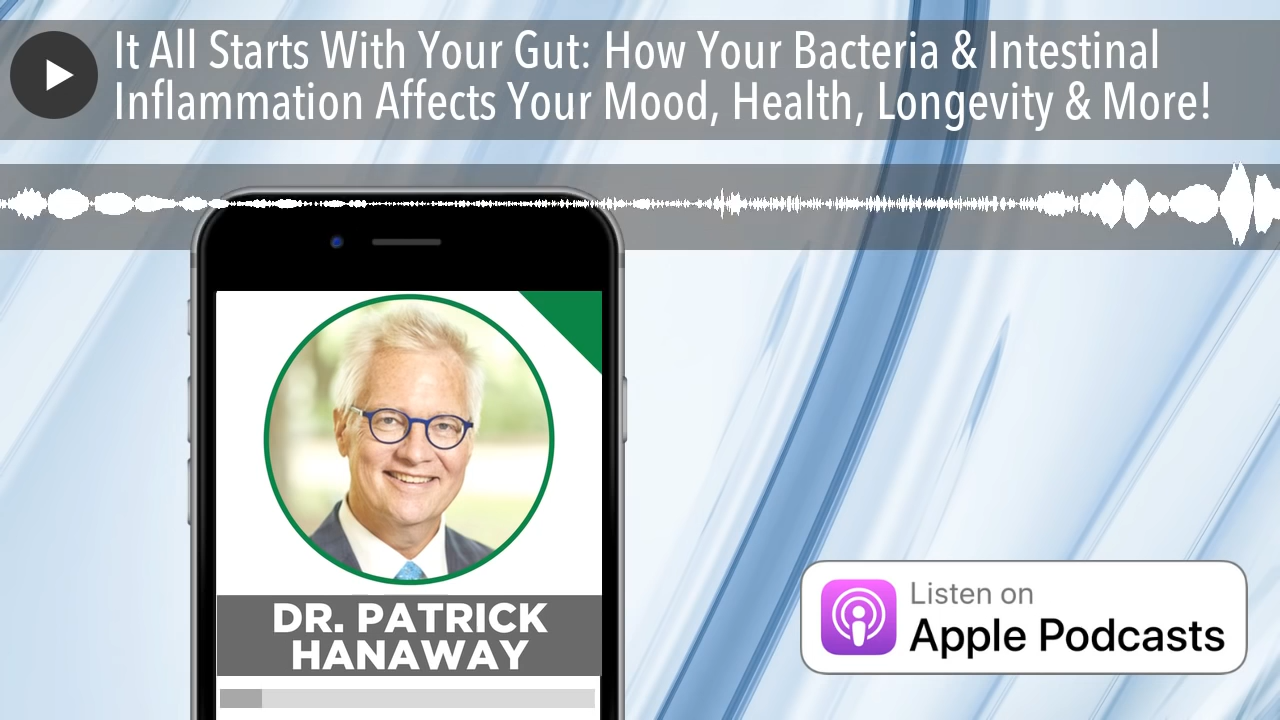 It All Starts With Your Gut: How Your Bacteria & Intestinal
Inflammation Affects Your Mood, Health, Longevity & More!
DR. PATRICK
HANAWAY
Listen on
Apple Podcasts